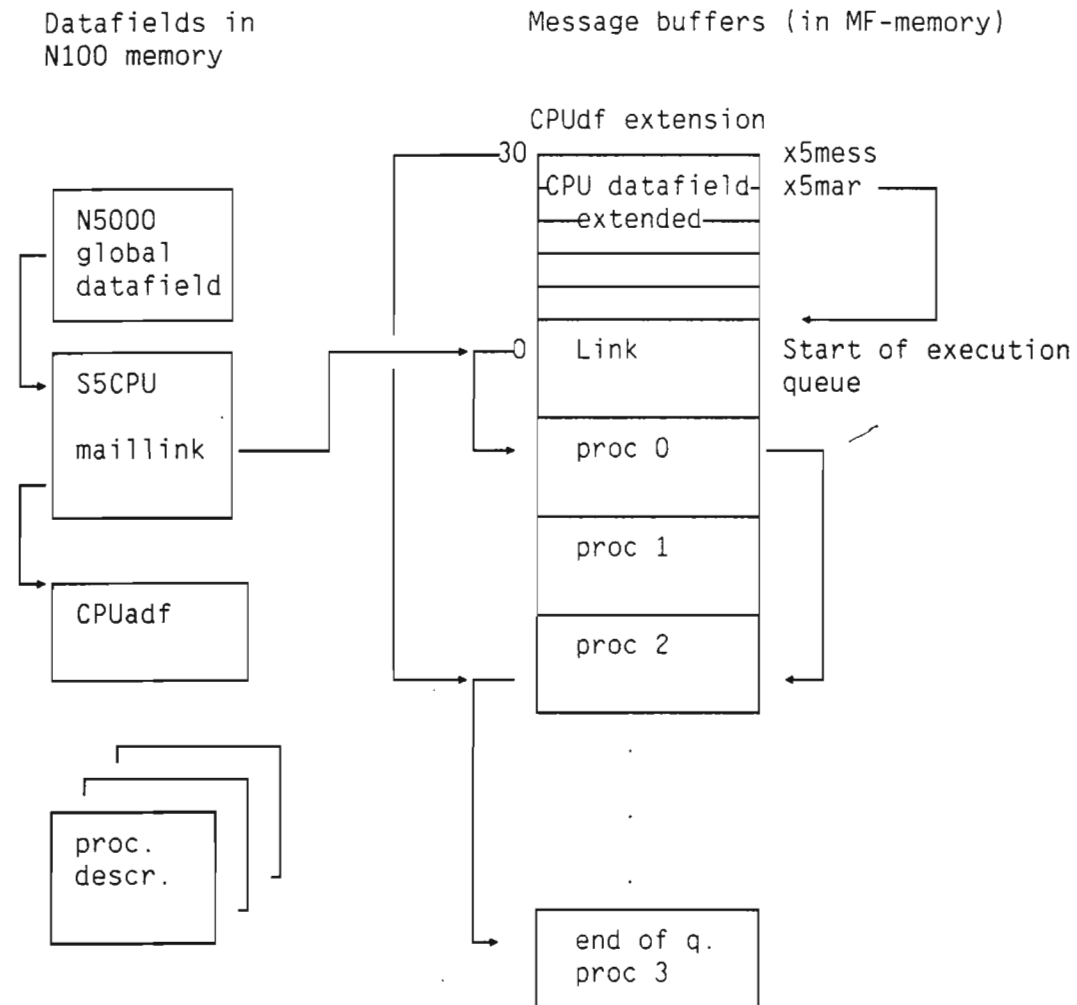 Datafields in
N100 memory
Message buffers (in MF-memory)
CPUdf extension
30
x5mess
CPU datafield
x5mar
extended
N5000
global
datafield
0
Link
Start of execution
queue
S5CPU
maillink
proc 0
proc 1
CPUadf
proc 2
proc.
descr.
end of q.
proc 3